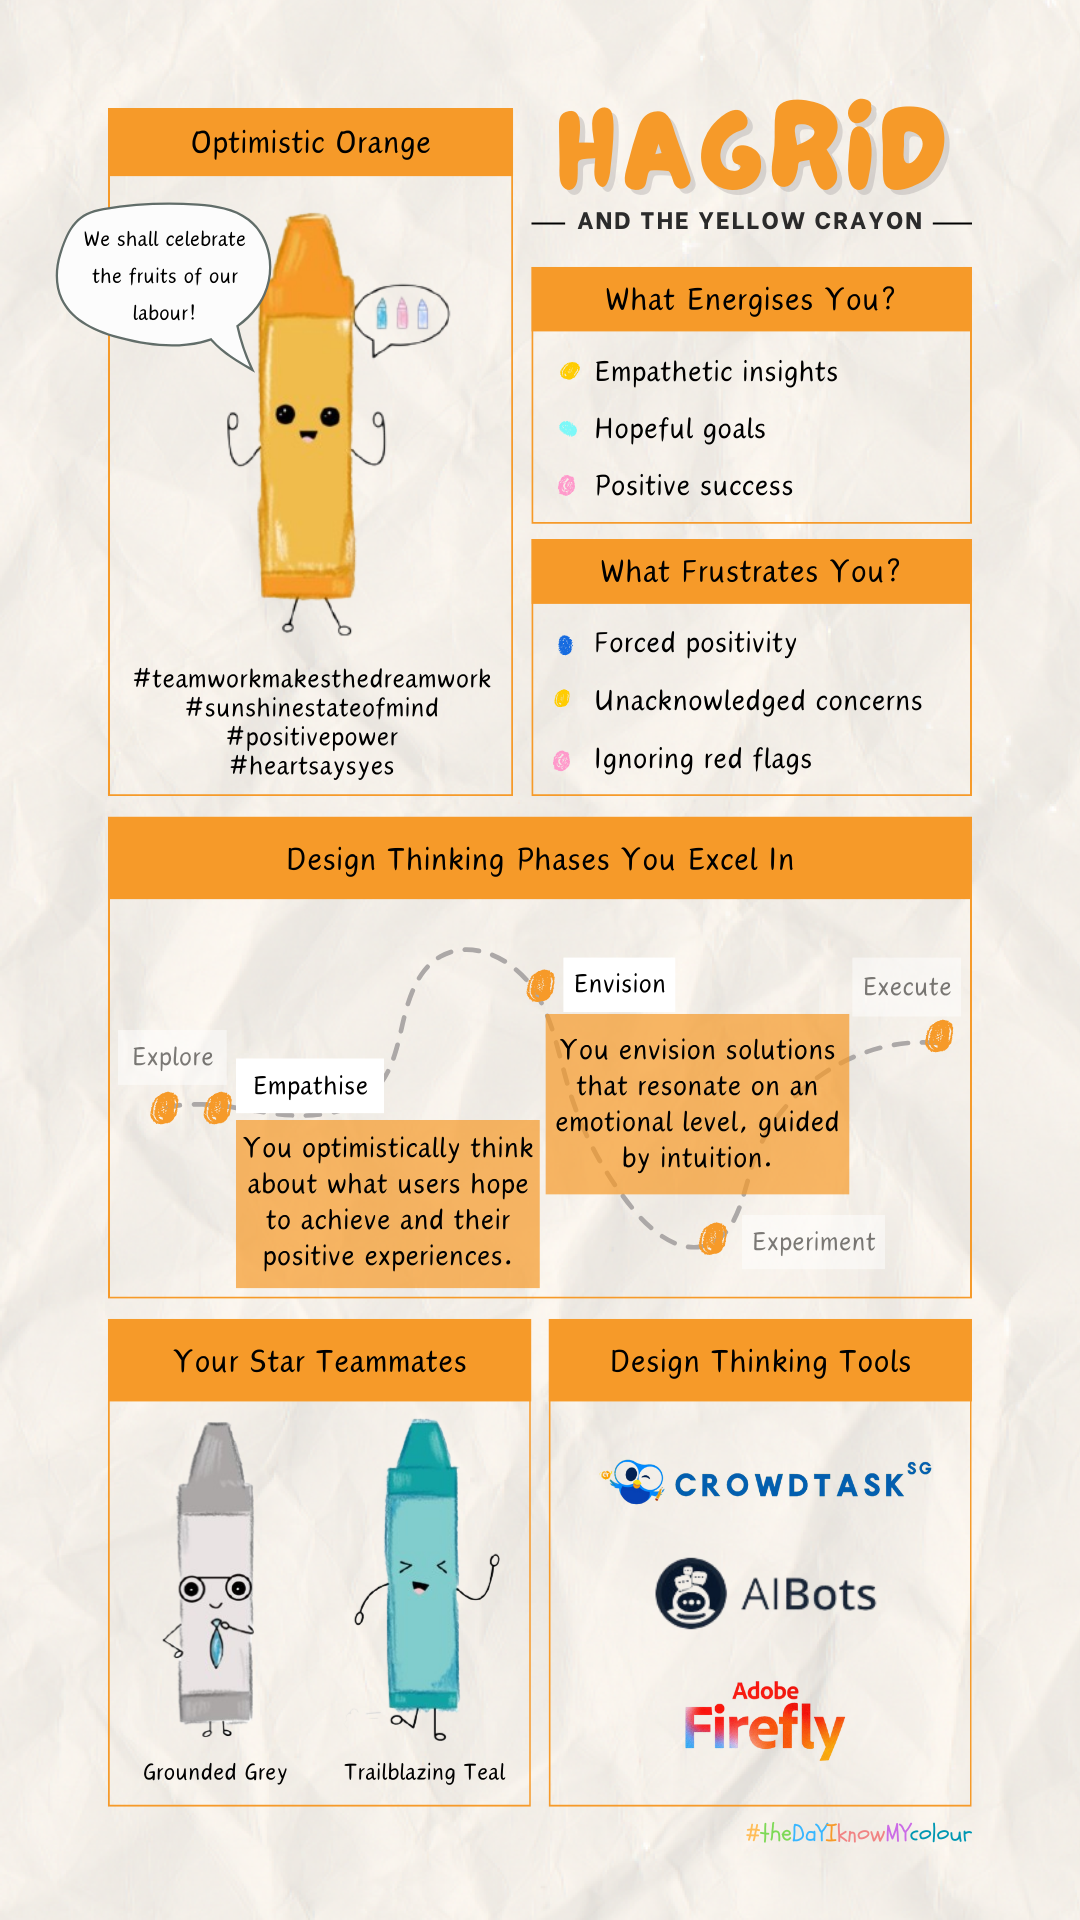 Optimistic Orange
We shall celebrate
the fruits of our
labour!
#teamworkmakesthedreamwork
#sunshinestateofmind
#positivepower
#heartsaysyes
HAGRiD
AND THE YELLOW CRAYON
What Energises You?
Empathetic insights
Hopeful goals
Positive success
What Frustrates You?
Forced positivity
Unacknowledged concerns
Ignoring red flags
Design Thinking Phases You Excel In
Explore
Empathise
You optimistically think
about what users hope
to achieve and their
positive experiences.
Envision
You envision solutions
that resonate on an
emotional level, guided
by intuition.
Experiment
Execute
Your Star Teammates
Grounded Grey
Trailblazing Teal
Design Thinking Tools
CROWDTASK SG
AIBots
Adobe
Firefly
#theDaYIknowMYcolour